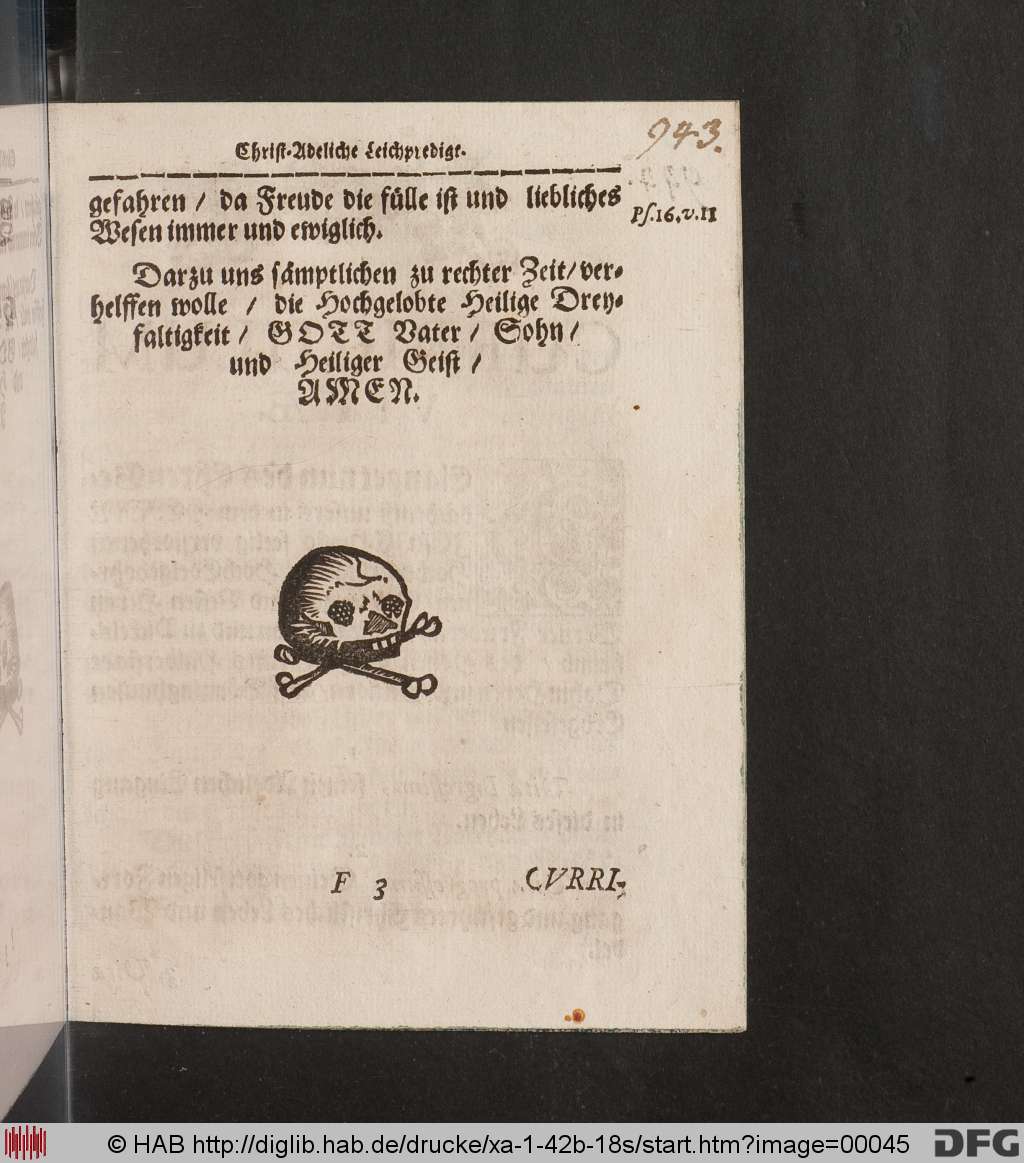 943.
Christ-Adeliche Leichpredigt.
gefahren / da Freude die fülle ist und liebliches
Wesen immer und ewiglich.
Ps. 16. v. 11
Darzu uns sämptlichen zu rechter Zeit / ver-
helffen wolle / die Hochgelobte Heilige Drey-
faltigkeit / GOTT Vater / Sohn /
und Heiliger Geist /
AMEN.
F 3
CVRRI-
© HAB http://diglib.hab.de/drucke/xa-1-42b-18s/start.htm?image=00045
DFG